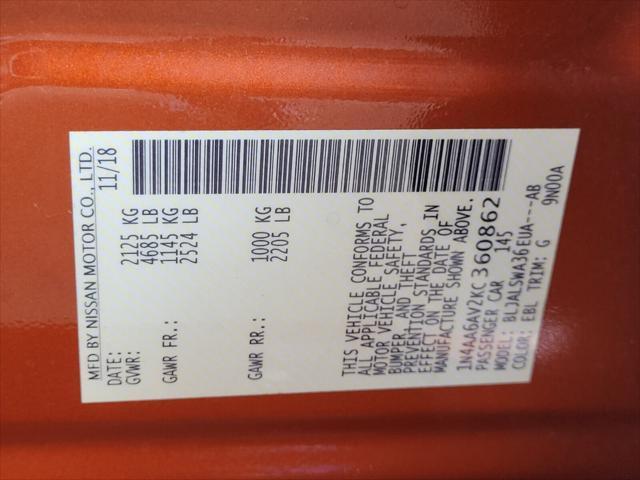 MFD BY NISSAN MOTOR CO., LTD.
DATE: 11/18
GVWR: 2125 KG
4685 LB
GAWR FR.: 1145 KG
2524 LB
GAWR RR.: 1000 KG
2205 LB
THIS VEHICLE CONFORMS TO
ALL APPLICABLE FEDERAL
MOTOR VEHICLE SAFETY,
BUMPER, AND THEFT
PREVENTION STANDARDS IN
EFFECT ON THE DATE OF
MANUFACTURE SHOWN ABOVE.
1N4AA6AV2KC360862
PASSENGER CAR 145
MODEL: BLJALSWA36EUA---AB
COLOR: EBL TRIM: G 9N00A